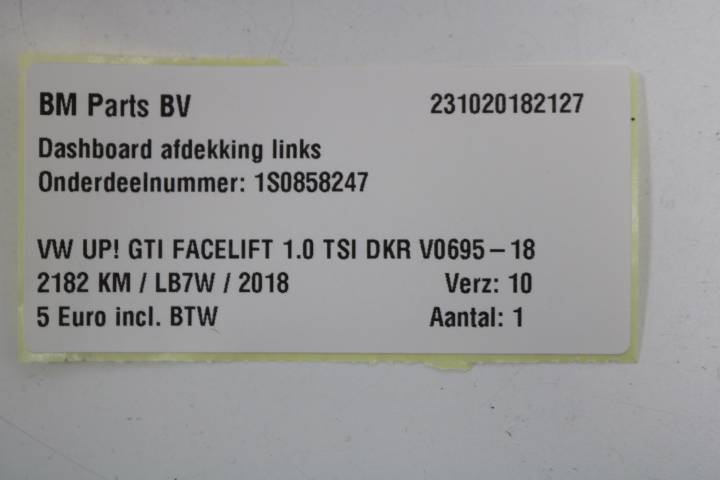 BM Parts BV 231020182127
Dashboard afdekking links
Onderdeelnummer: 1S0858247
VW UP! GTI FACELIFT 1.0 TSI DKR V0695-18
2182 KM / LB7W / 2018 Verz: 10
5 Euro incl. BTW Aantal: 1